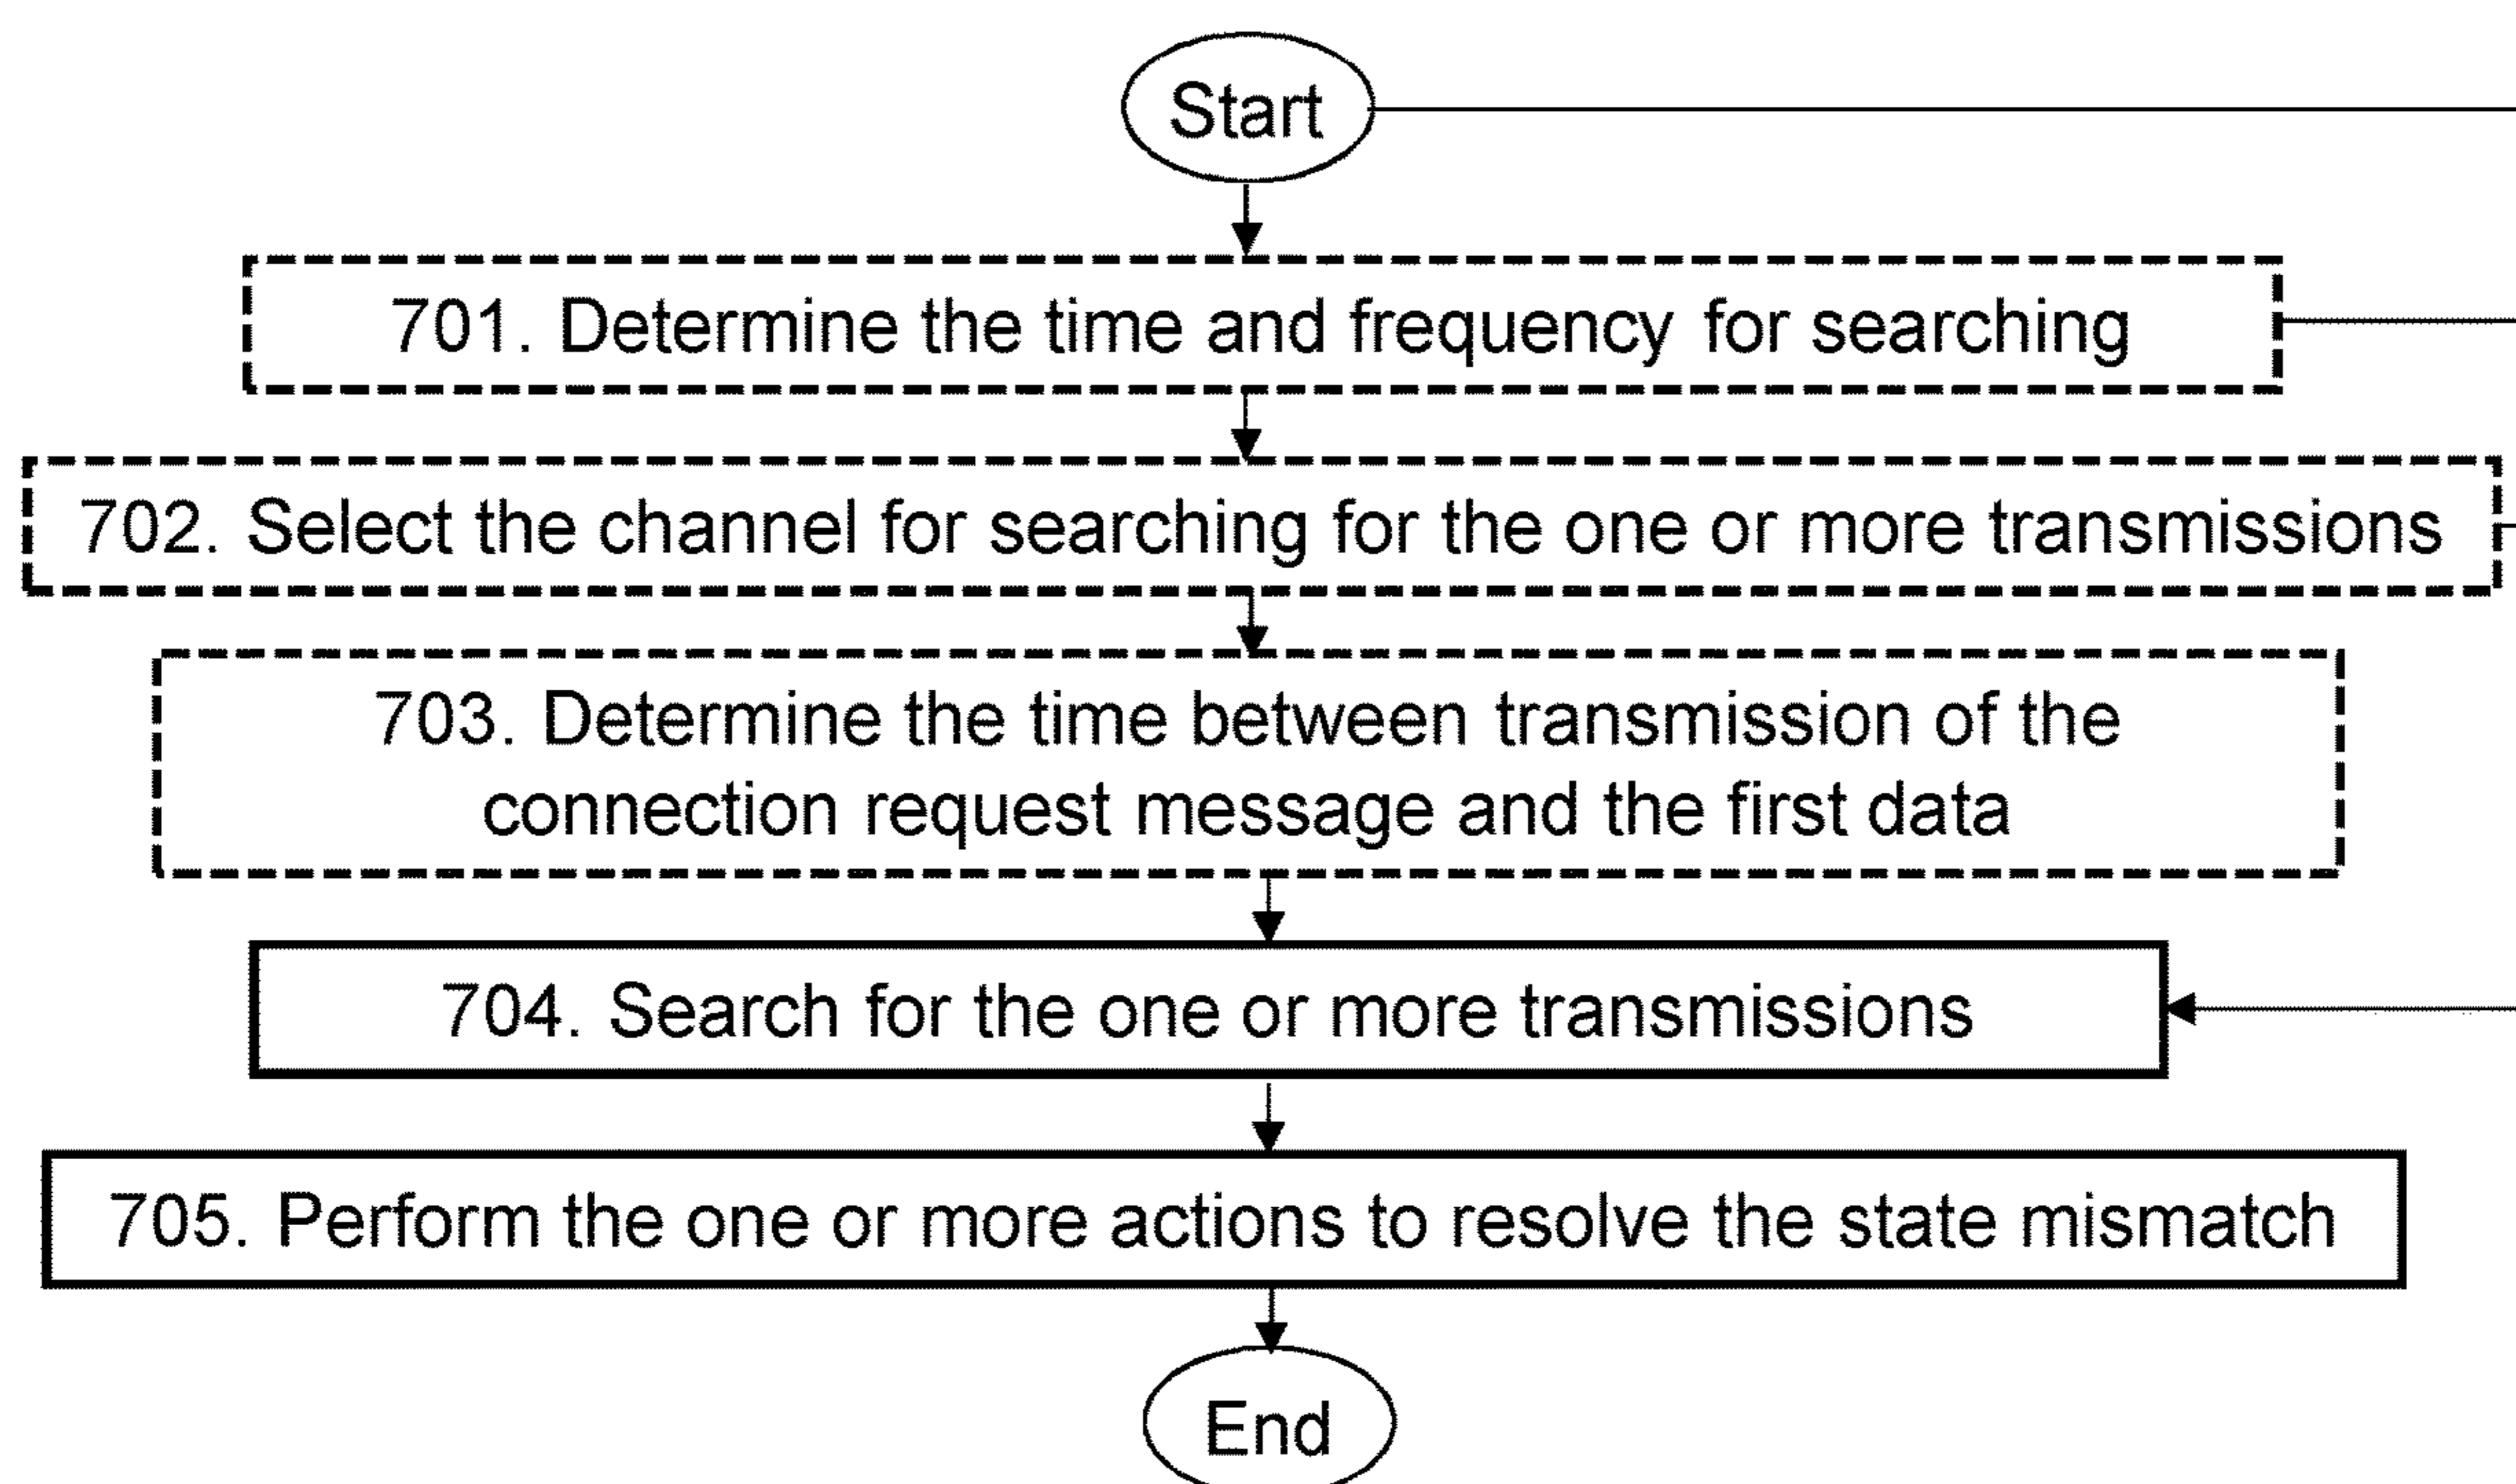 Start
701. Determine the time and frequency for searching
702. Select the channel for searching for the one or more transmissions
703. Determine the time between transmission of the
connection request message and the first data
704. Search for the one or more transmissions
705. Perform the one or more actions to resolve the state mismatch
End